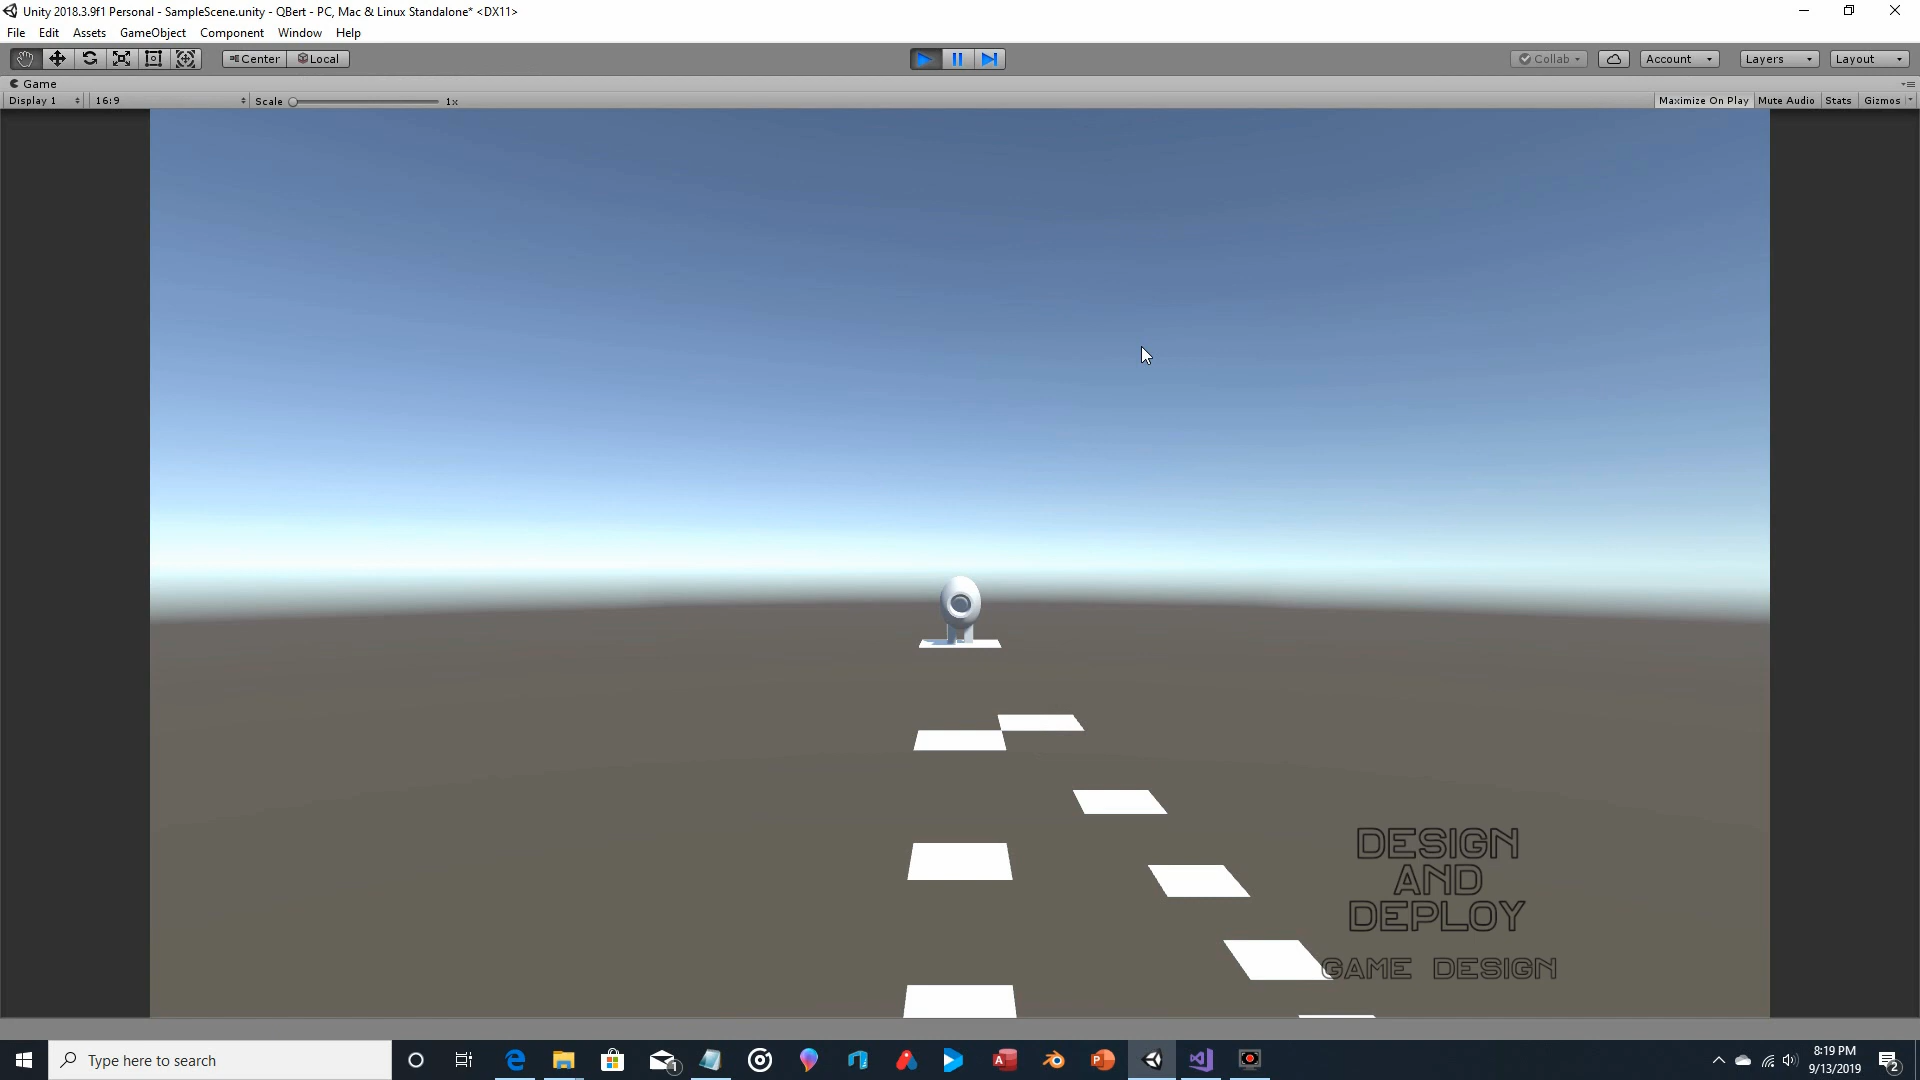 Unity 2018.3.9f1 Personal - SampleScene.unity - QBert - PC, Mac & Linux Standalone* <DX11>
File Edit Assets GameObject Component Window Help
Center Local Collab Account Layers Layout
Game
Display 1 16:9 Scale 1x Maximize On Play Mute Audio Stats Gizmos
DESIGN
AND
DEPLOY
GAME DESIGN
Type here to search
1
A
P
8:19 PM
9/13/2019
2